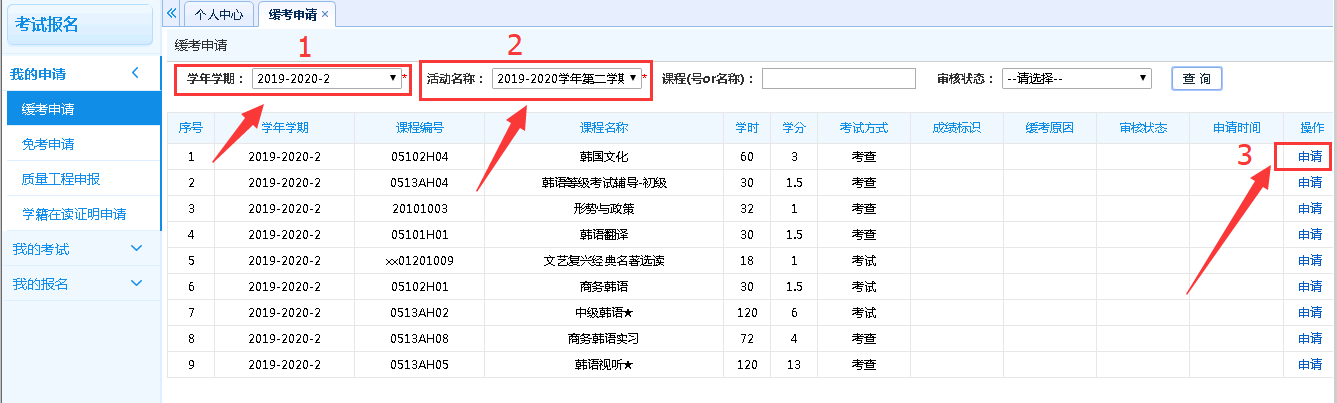 考试报名
我的申请
缓考申请
免考申请
质量工程申报
学籍在读证明申请
我的考试
我的报名
个人中心 缓考申请 ×
缓考申请
1 2
学年学期： 2019-2020-2 * 活动名称： 2019-2020学年第二学期 * 课程(号or名称)： 审核状态： --请选择-- 查 询
序号 学年学期 课程编号 课程名称 学时 学分 考试方式 成绩标识 缓考原因 审核状态 申请时间 操作
3
1 2019-2020-2 05102H04 韩国文化 60 3 考查 申请
2 2019-2020-2 0513AH04 韩语等级考试辅导-初级 30 1.5 考查 申请
3 2019-2020-2 20101003 形势与政策 32 1 考查 申请
4 2019-2020-2 05101H01 韩语翻译 30 1.5 考查 申请
5 2019-2020-2 xx01201009 文艺复兴经典名著选读 18 1 考试 申请
6 2019-2020-2 05102H01 商务韩语 30 1.5 考试 申请
7 2019-2020-2 0513AH02 中级韩语★ 120 6 考试 申请
8 2019-2020-2 0513AH08 商务韩语实习 72 4 考查 申请
9 2019-2020-2 0513AH05 韩语视听★ 120 13 考查 申请